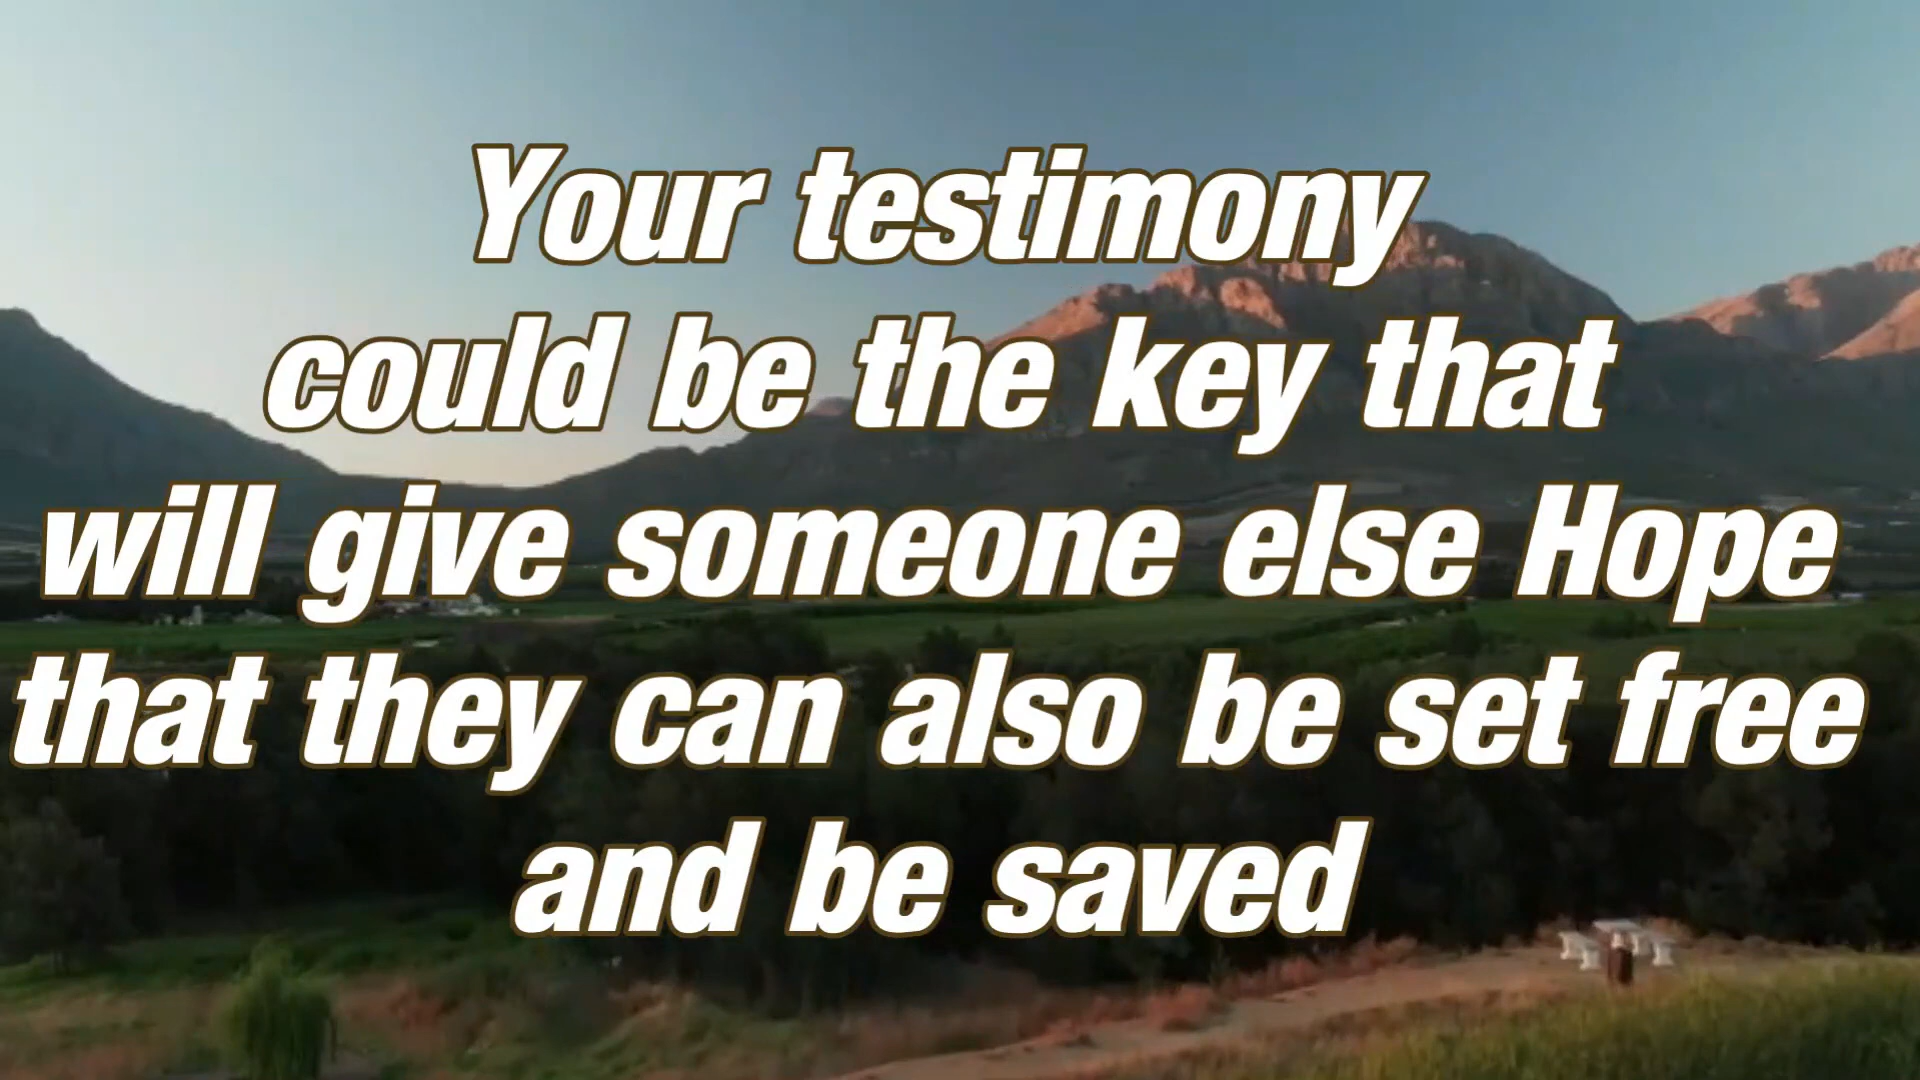 Your testimony
could be the key that
will give someone else Hope
that they can also be set free
and be saved